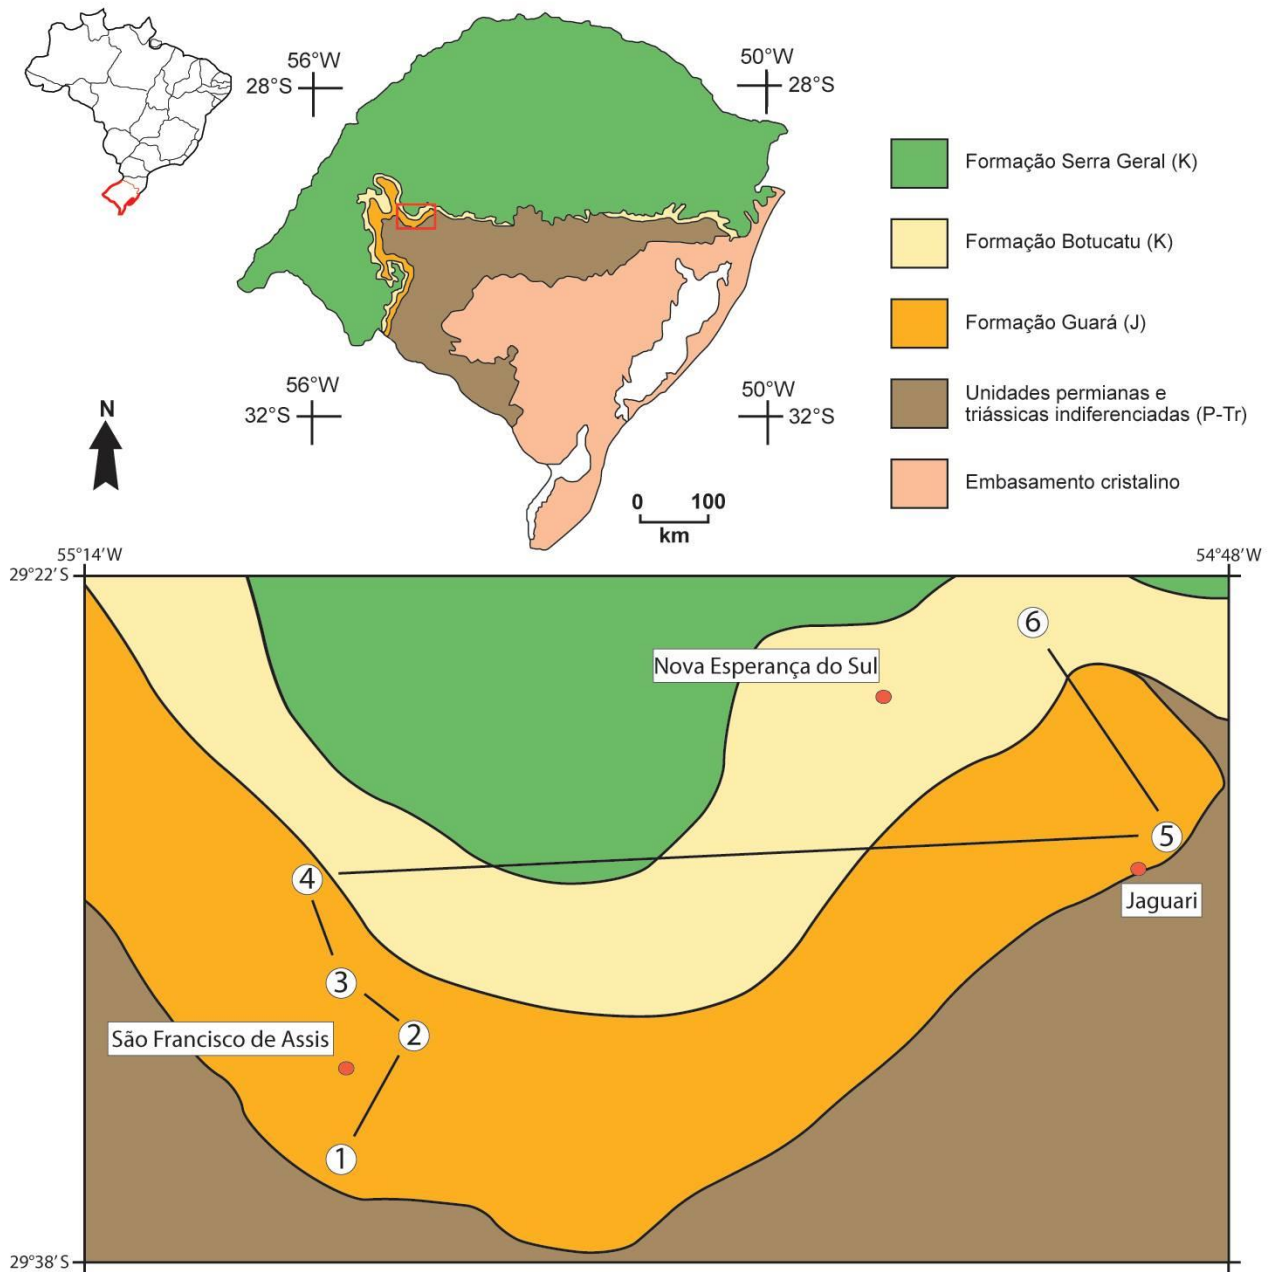 56°W
28°S
50°W
28°S
Formação Serra Geral (K)
Formação Botucatu (K)
Formação Guará (J)
Unidades permianas e
triássicas indiferenciadas (P-Tr)
Embasamento cristalino
56°W
32°S
50°W
32°S
N
0 100
km
55°14'W
54°48'W
29°22'S
6
Nova Esperança do Sul
5
4
Jaguari
3
2
São Francisco de Assis
1
29°38'S